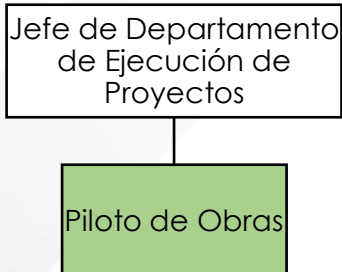 Jefe de Departamento
de Ejecución de
Proyectos
Piloto de Obras